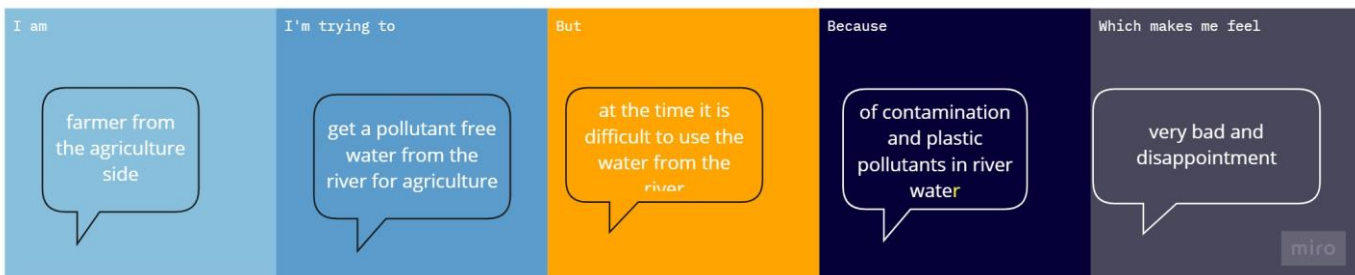 I am
farmer from
the agriculture
side
I'm trying to
get a pollutant free
water from the
river for agriculture
But
at the time it is
difficult to use the
water from the
river
Because
of contamination
and plastic
pollutants in river
water
Which makes me feel
very bad and
disappointment
miro